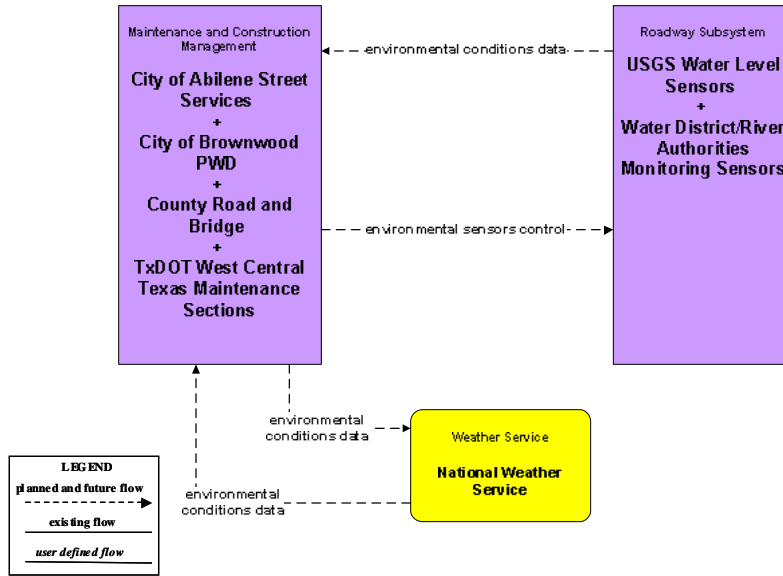 Maintenance and Construction
Management
City of Abilene Street
Services
+
City of Brownwood
PWD
+
County Road and
Bridge
+
TxDOT West Central
Texas Maintenance
Sections
environmental conditions data
environmental sensors control
Roadway Subsystem
USGS Water Level
Sensors
+
Water District/River
Authorities
Monitoring Sensors
environmental
conditions data
Weather Service
National Weather
Service
environmental
conditions data
LEGEND
planned and future flow
existing flow
user defined flow